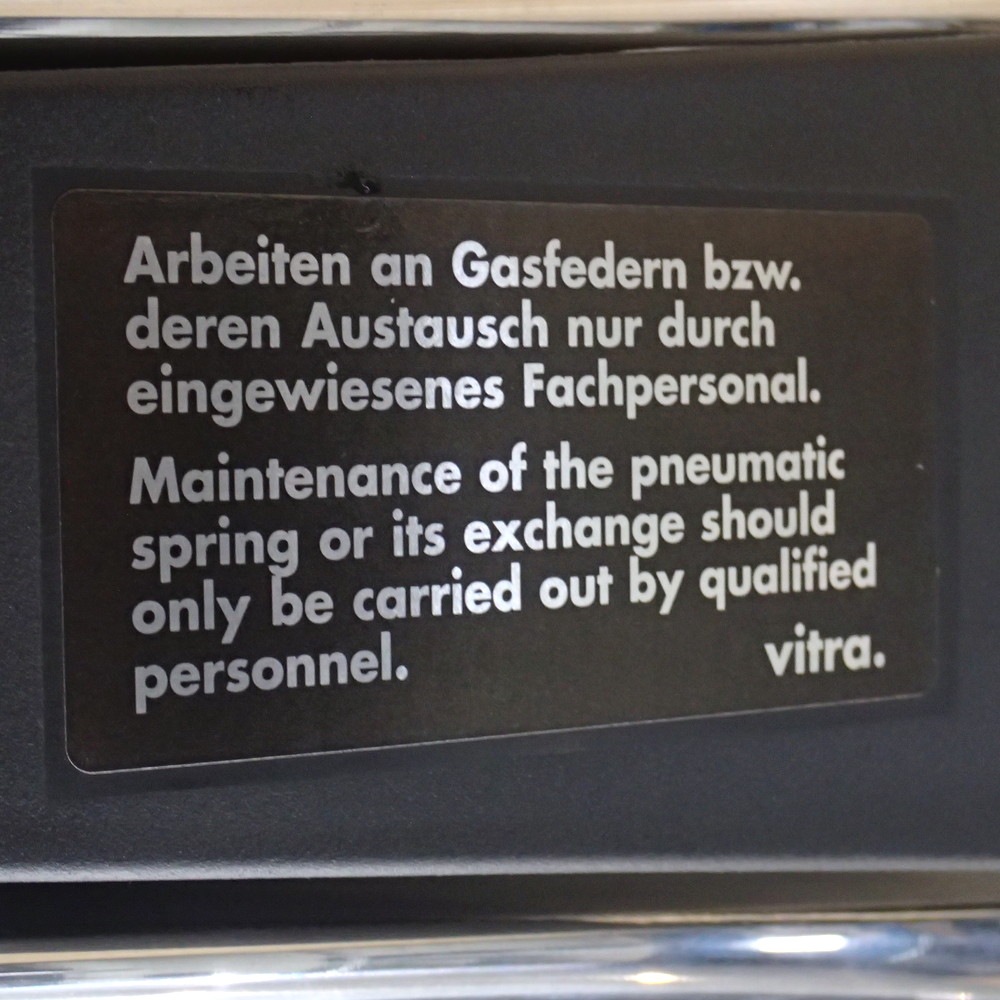 Arbeiten an Gasfedern bzw.
deren Austausch nur durch
eingewiesenes Fachpersonal.
Maintenance of the pneumatic
spring or its exchange should
only be carried out by qualified
personnel. vitra.